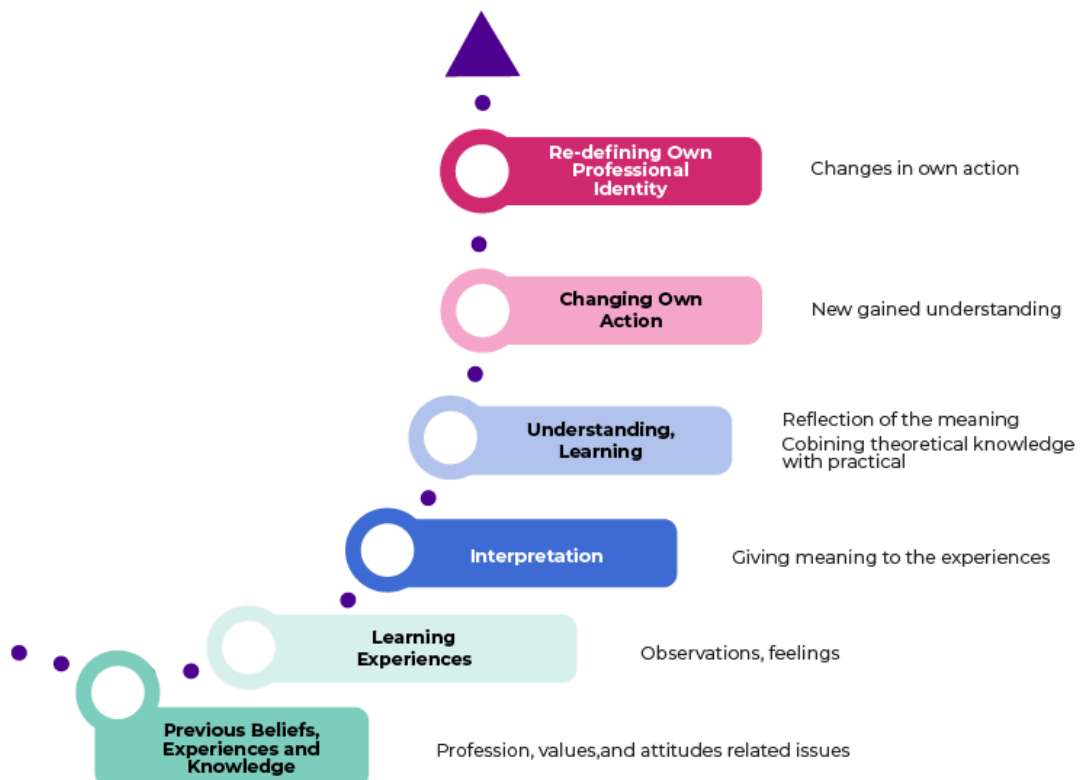 Re-defining Own
Professional
Identity
Changes in own action
Changing Own
Action
New gained understanding
Understanding,
Learning
Reflection of the meaning
Cobining theoretical knowledge
with practical
Interpretation
Giving meaning to the experiences
Learning
Experiences
Observations, feelings
Previous Beliefs,
Experiences and
Knowledge
Profession, values,and attitudes related issues